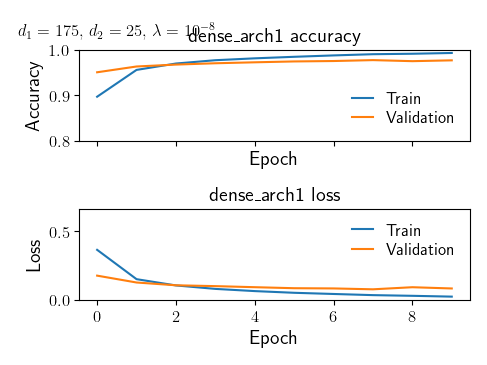 d₁ = 175, d₂ = 25, λ = 10⁻⁸
dense_arch1 accuracy
1.0
0.9
0.8
Accuracy
Train
Validation
Epoch
dense_arch1 loss
0.5
0.0
Loss
Train
Validation
0 2 4 6 8
Epoch